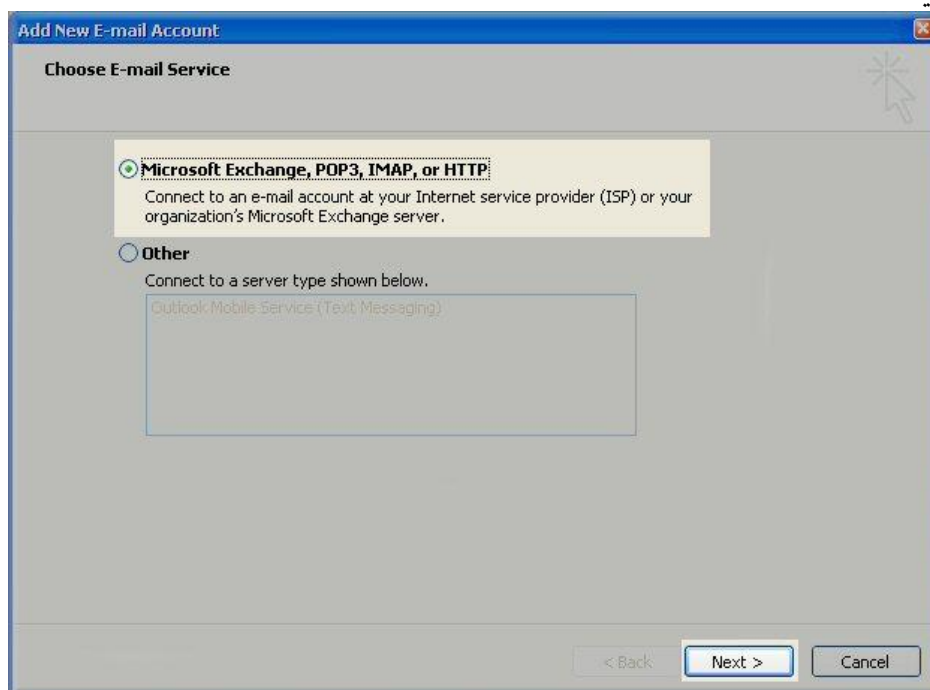 Add New E-mail Account
Choose E-mail Service
Microsoft Exchange, POP3, IMAP, or HTTP
Connect to an e-mail account at your Internet service provider (ISP) or your
organization's Microsoft Exchange server.
Other
Connect to a server type shown below.
Outlook Mobile Service (Text Messaging)
< Back Next > Cancel